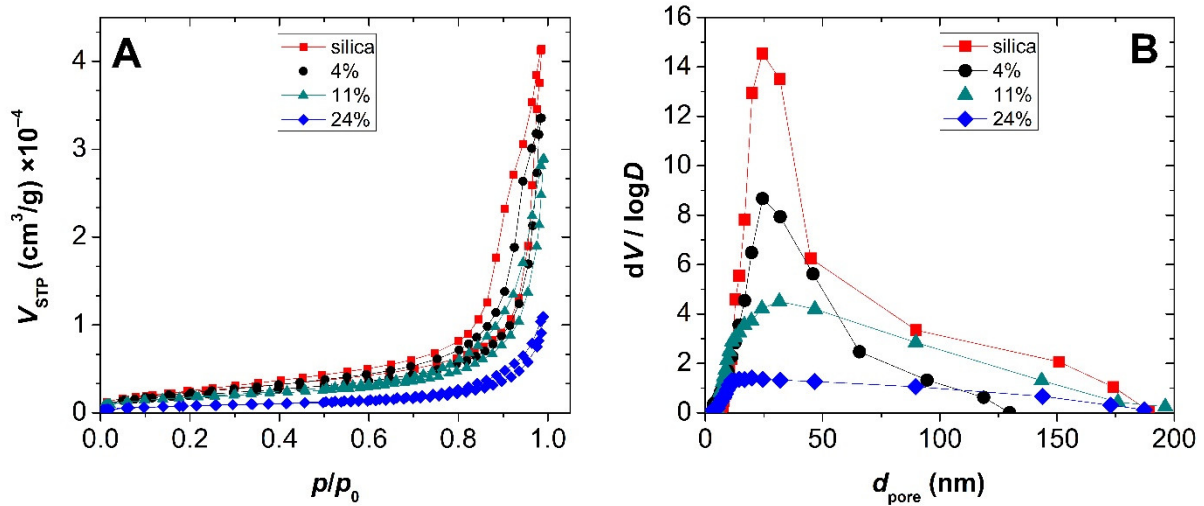 A
silica
4%
11%
24%
4
3
2
1
0
0.0 0.2 0.4 0.6 0.8 1.0
V_STP (cm³/g) ×10⁻⁴
p/p₀
B
silica
4%
11%
24%
16
14
12
10
8
6
4
2
0
0 50 100 150 200
dV / logD
d_pore (nm)